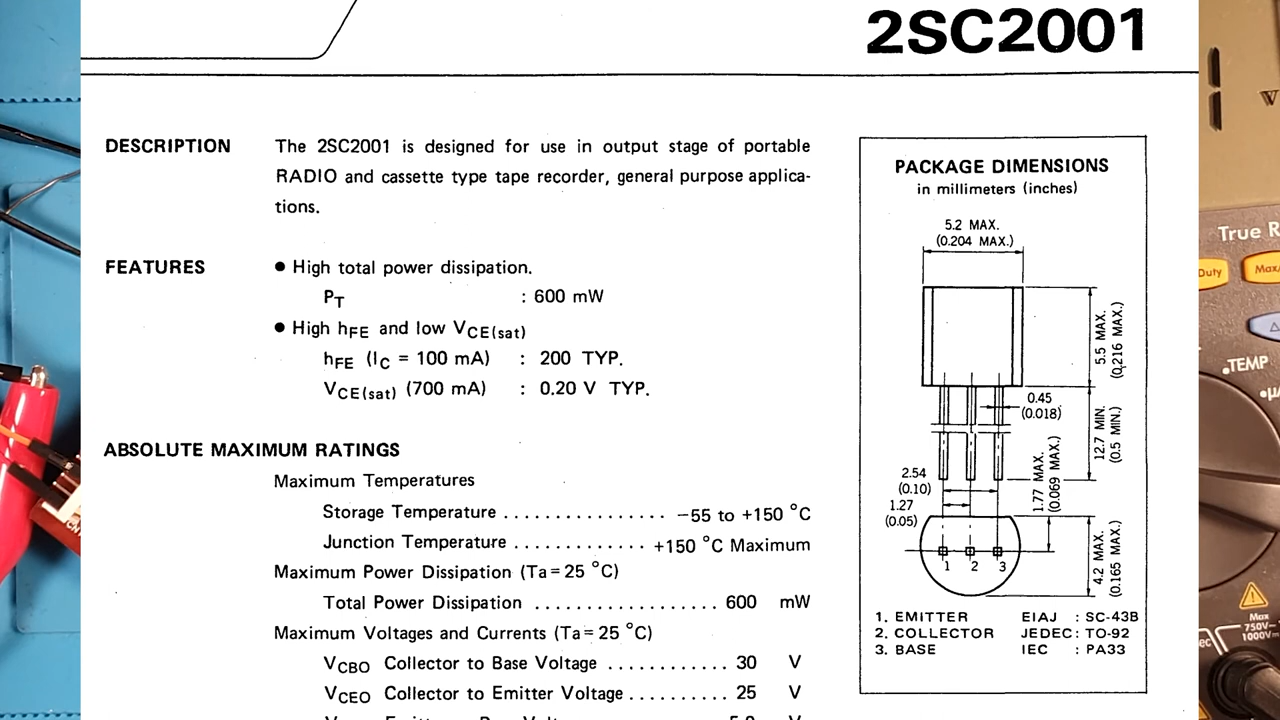 2SC2001
DESCRIPTION
The 2SC2001 is designed for use in output stage of portable
RADIO and cassette type tape recorder, general purpose applica-
tions.
FEATURES
● High total power dissipation.
PT : 600 mW
● High hFE and low VCE(sat)
hFE (IC = 100 mA) : 200 TYP.
VCE(sat) (700 mA) : 0.20 V TYP.
ABSOLUTE MAXIMUM RATINGS
Maximum Temperatures
Storage Temperature ................ −55 to +150 °C
Junction Temperature ............. +150 °C Maximum
Maximum Power Dissipation (Ta = 25 °C)
Total Power Dissipation .................. 600 mW
Maximum Voltages and Currents (Ta = 25 °C)
VCBO Collector to Base Voltage ............ 30 V
VCEO Collector to Emitter Voltage .......... 25 V
PACKAGE DIMENSIONS
in millimeters (inches)
5.2 MAX.
(0.204 MAX.)
5.5 MAX.
(0.216 MAX.)
0.45
(0.018)
12.7 MIN.
(0.5 MIN.)
2.54
(0.10)
1.77 MAX.
(0.069 MAX.)
1.27
(0.05)
4.2 MAX.
(0.165 MAX.)
1 2 3
1. EMITTER EIAJ : SC-43B
2. COLLECTOR JEDEC: TO-92
3. BASE IEC : PA33
True R
Duty
Max/
TEMP
Max
750V
1000V